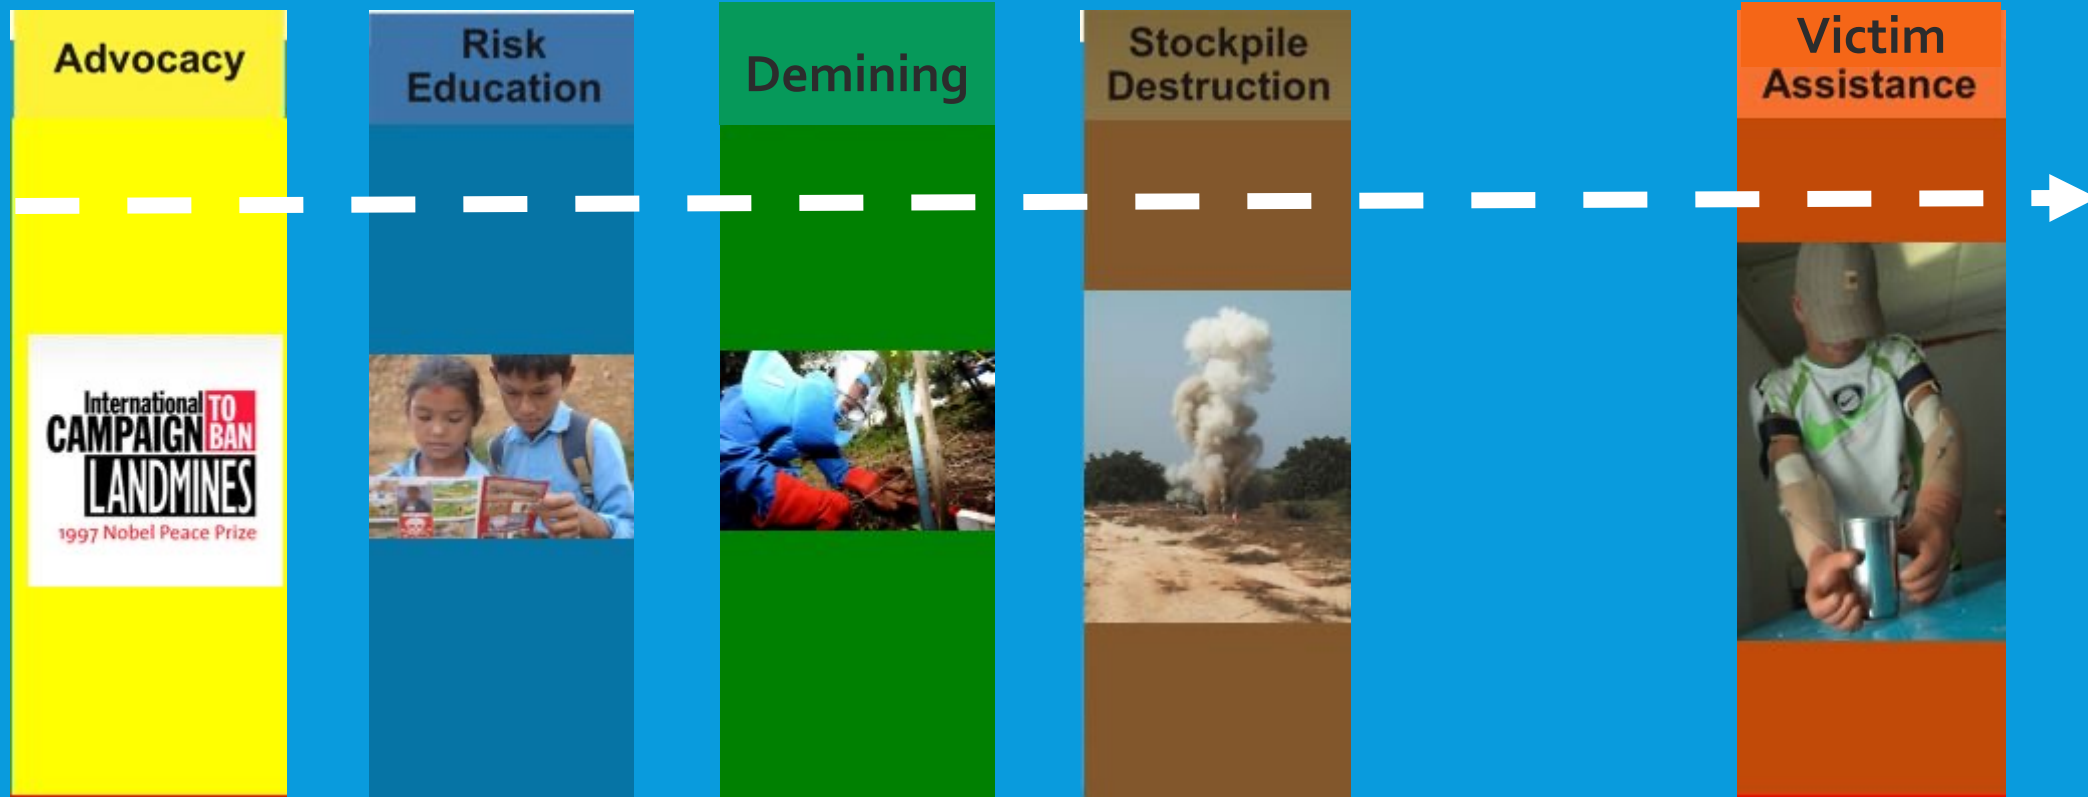 Advocacy
International TO
CAMPAIGN BAN
LANDMINES
1997 Nobel Peace Prize
Risk
Education
Demining
Stockpile
Destruction
Victim
Assistance